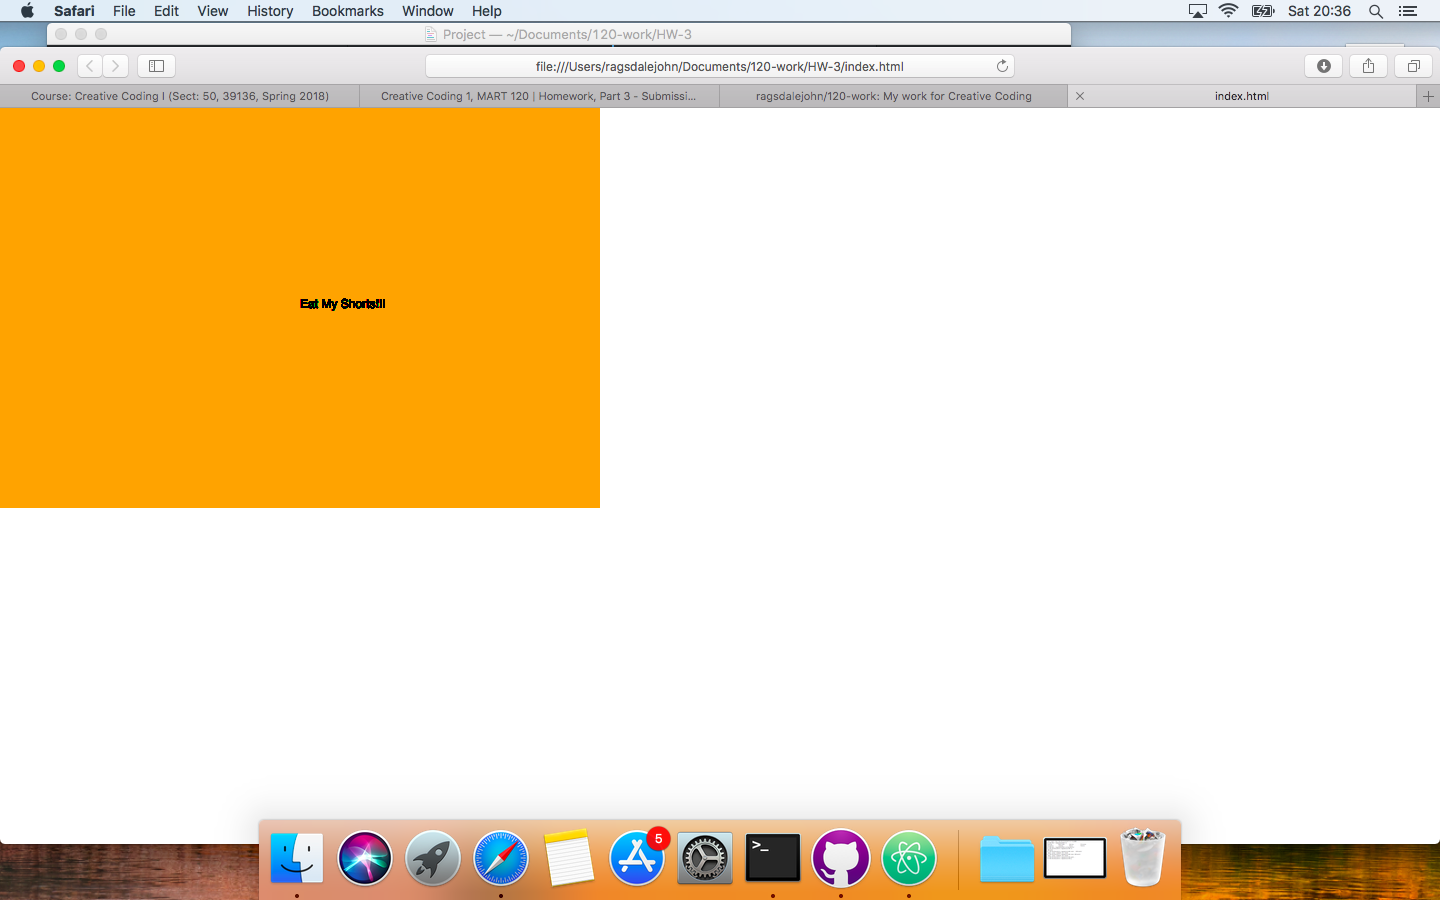 Safari File Edit View History Bookmarks Window Help Sat 20:36
Project — ~/Documents/120-work/HW-3
file:///Users/ragsdalejohn/Documents/120-work/HW-3/index.html
Course: Creative Coding I (Sect: 50, 39136, Spring 2018) Creative Coding 1, MART 120 | Homework, Part 3 - Submissi... ragsdalejohn/120-work: My work for Creative Coding index.html
Eat My Shorts!!!
5
>_